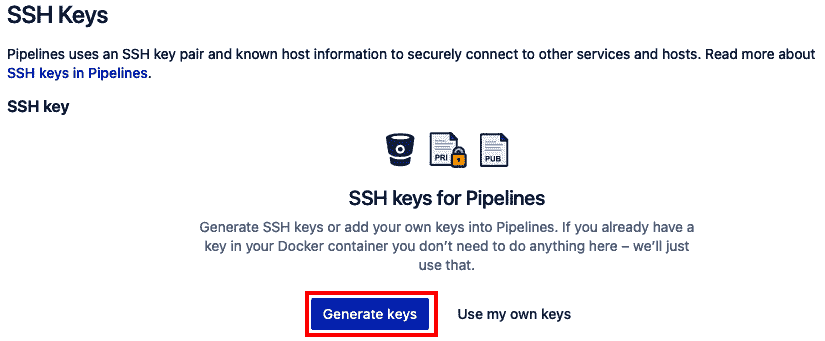 SSH Keys
Pipelines uses an SSH key pair and known host information to securely connect to other services and hosts. Read more about
SSH keys in Pipelines.
SSH key
PRI PUB
SSH keys for Pipelines
Generate SSH keys or add your own keys into Pipelines. If you already have a
key in your Docker container you don’t need to do anything here – we’ll just
use that.
Generate keys Use my own keys